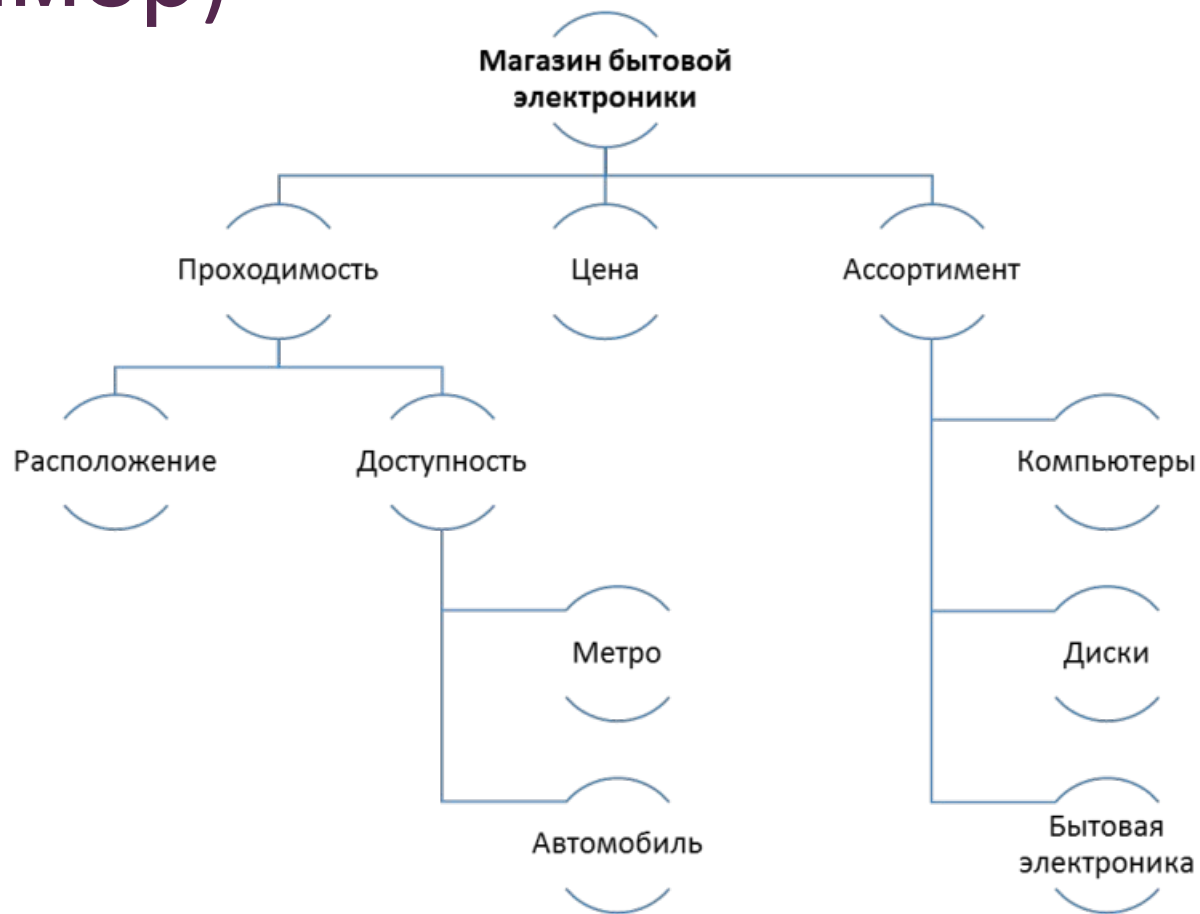 Магазин бытовой
электроники
Проходимость
Цена
Ассортимент
Расположение
Доступность
Компьютеры
Метро
Диски
Автомобиль
Бытовая
электроника